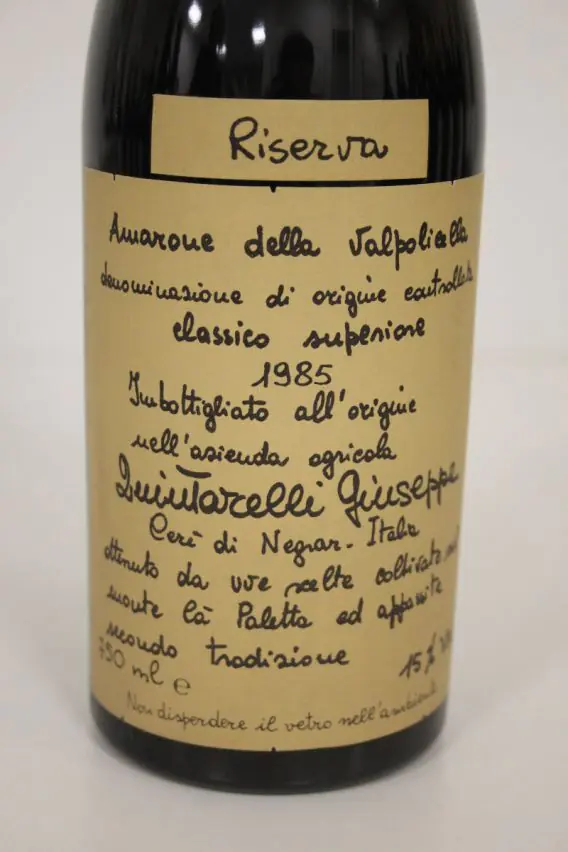 Riserva
Amarone della Valpolicella
denominazione di origine controllata
classico superiore
1985
Imbottigliato all'origine
nell'azienda agricola
Quintarelli Giuseppe
Cerè di Negrar - Italia
ottenuto da uve scelte coltivate sul
monte Cà Paletta ed appassite
secondo tradizione
750 ml e 15% Vol
Non disperdere il vetro nell'ambiente